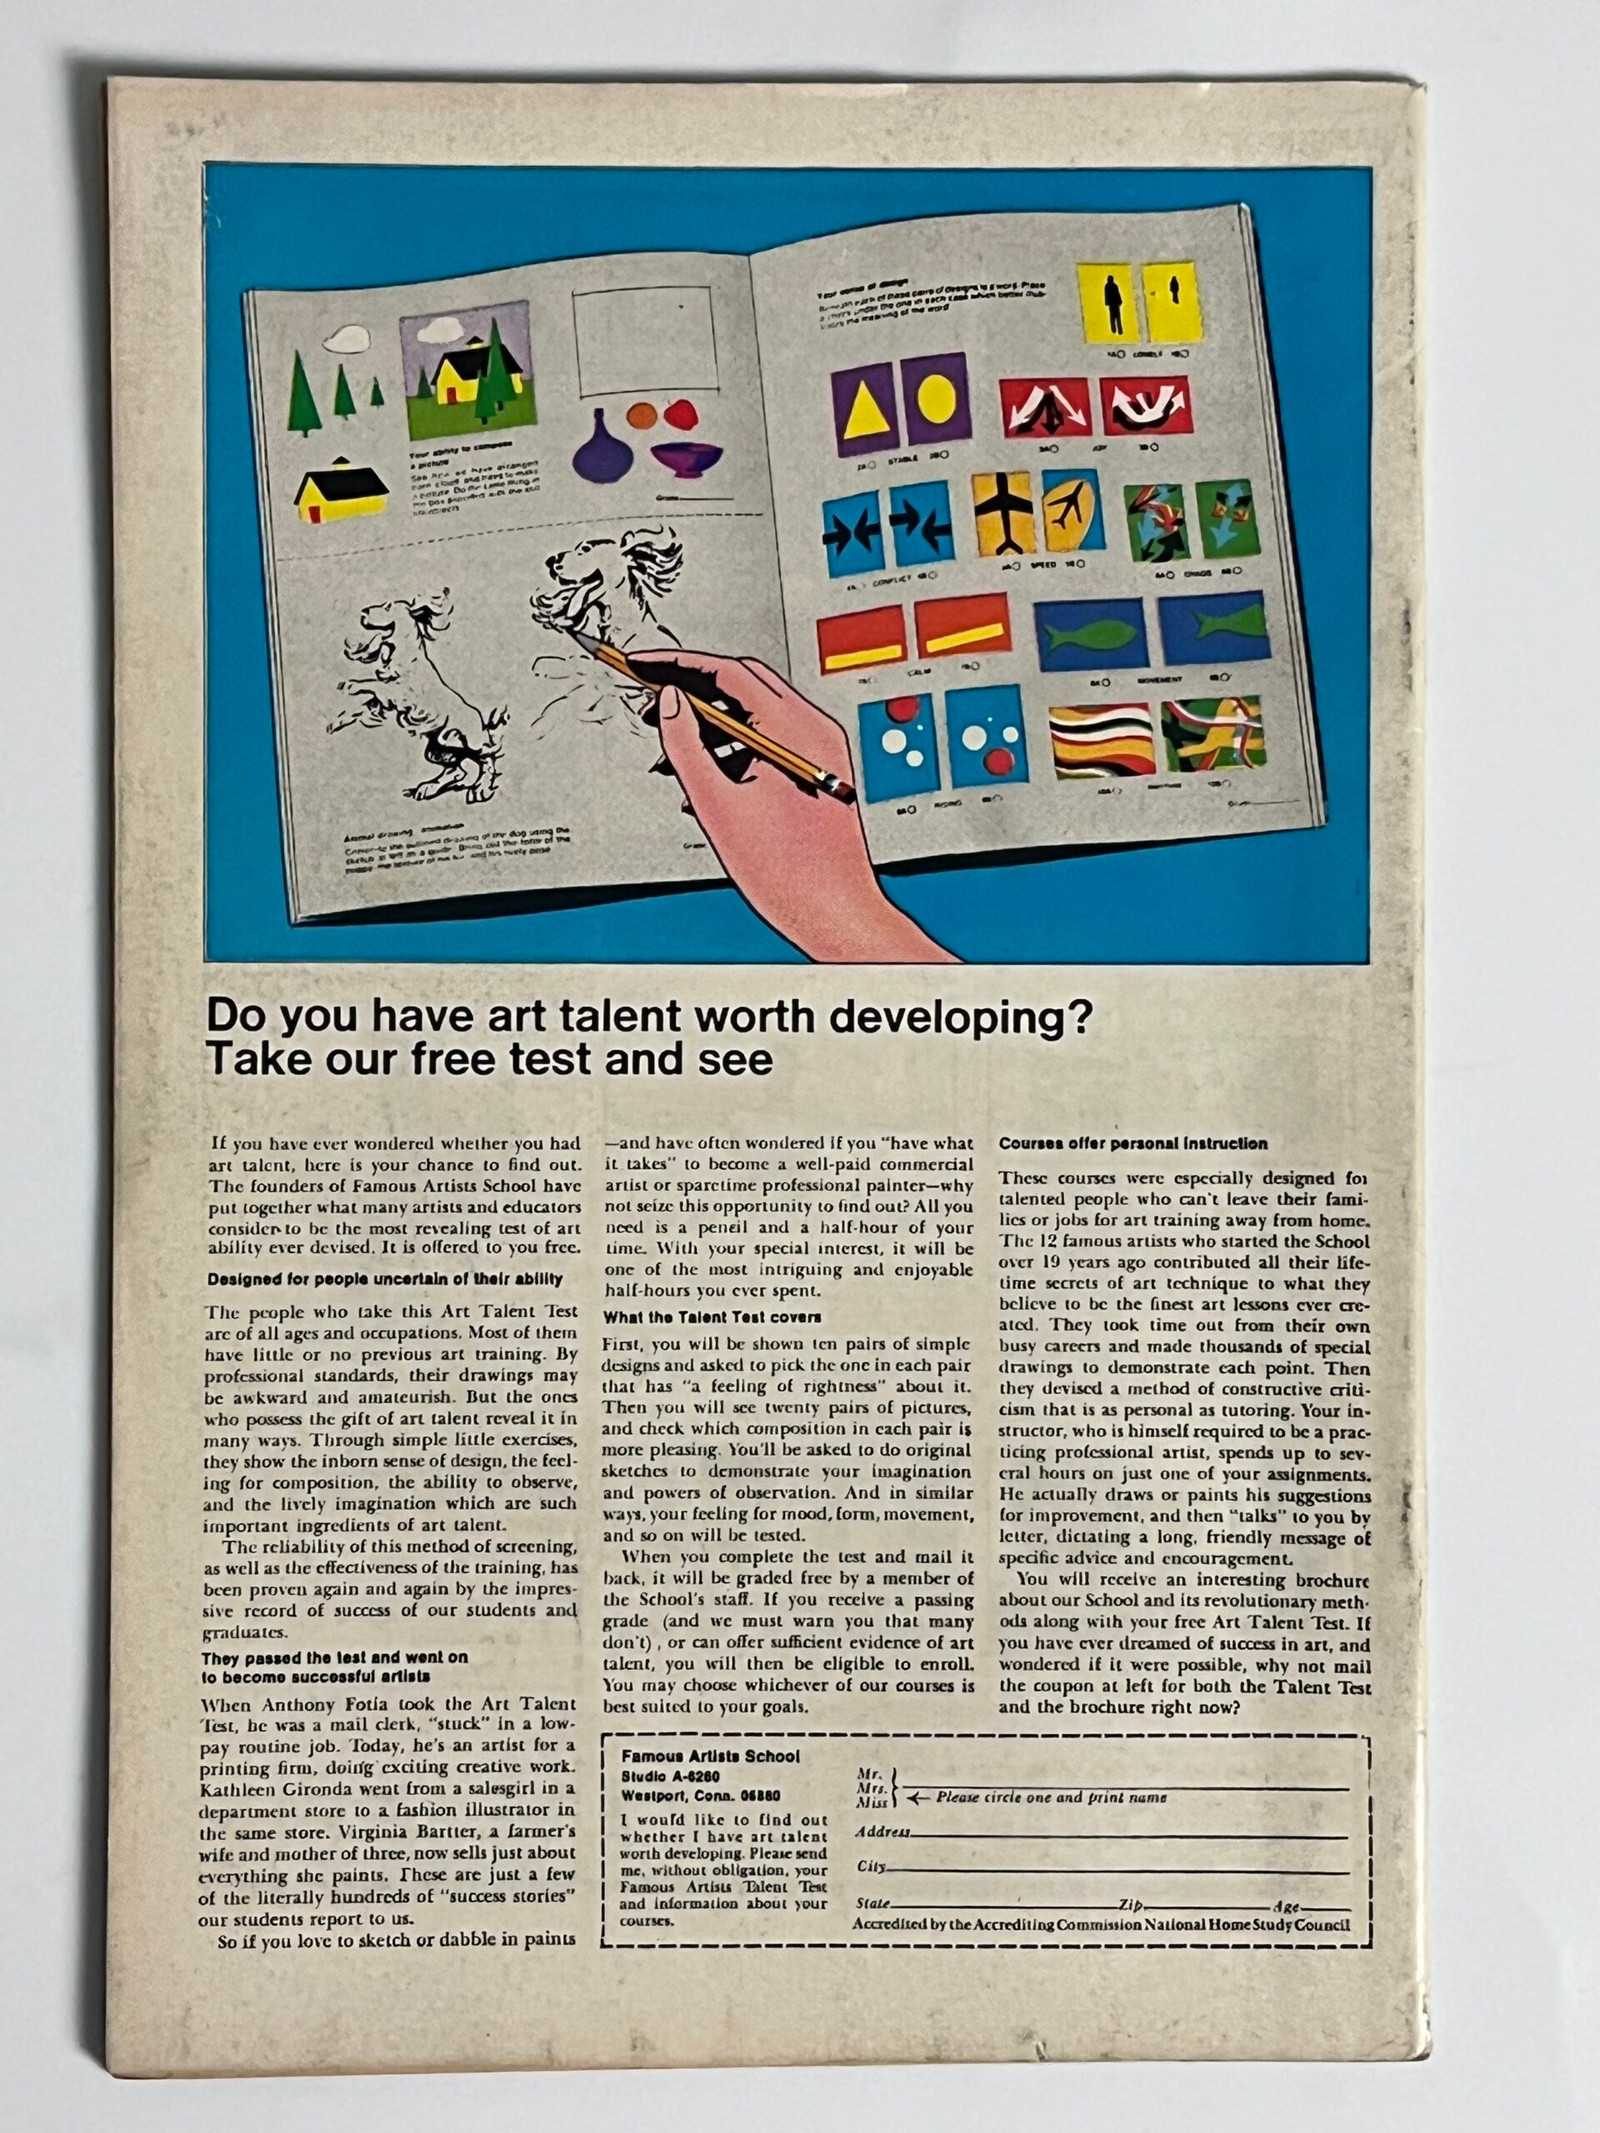 Your sense of design
LONELY
STABLE
JOY
CONFLICT
SPEED
CHAOS
CALM
MOVEMENT
RISING
Your ability to compose
a picture
Grade
Animal drawing, animation
Do you have art talent worth developing?
Take our free test and see
If you have ever wondered whether you had
art talent, here is your chance to find out.
The founders of Famous Artists School have
put together what many artists and educators
consider to be the most revealing test of art
ability ever devised. It is offered to you free.
Designed for people uncertain of their ability
The people who take this Art Talent Test
are of all ages and occupations. Most of them
have little or no previous art training. By
professional standards, their drawings may
be awkward and amateurish. But the ones
who possess the gift of art talent reveal it in
many ways. Through simple little exercises,
they show the inborn sense of design, the feel-
ing for composition, the ability to observe,
and the lively imagination which are such
important ingredients of art talent.
The reliability of this method of screening,
as well as the effectiveness of the training, has
been proven again and again by the impres-
sive record of success of our students and
graduates.
They passed the test and went on
to become successful artists
When Anthony Fotia took the Art Talent
Test, he was a mail clerk, "stuck" in a low-
pay routine job. Today, he's an artist for a
printing firm, doing exciting creative work.
Kathleen Gironda went from a salesgirl in a
department store to a fashion illustrator in
the same store. Virginia Bartter, a farmer's
wife and mother of three, now sells just about
everything she paints. These are just a few
of the literally hundreds of "success stories"
our students report to us.
So if you love to sketch or dabble in paints
—and have often wondered if you "have what
it takes" to become a well-paid commercial
artist or sparetime professional painter—why
not seize this opportunity to find out? All you
need is a pencil and a half-hour of your
time. With your special interest, it will be
one of the most intriguing and enjoyable
half-hours you ever spent.
What the Talent Test covers
First, you will be shown ten pairs of simple
designs and asked to pick the one in each pair
that has "a feeling of rightness" about it.
Then you will see twenty pairs of pictures,
and check which composition in each pair is
more pleasing. You'll be asked to do original
sketches to demonstrate your imagination
and powers of observation. And in similar
ways, your feeling for mood, form, movement,
and so on will be tested.
When you complete the test and mail it
back, it will be graded free by a member of
the School's staff. If you receive a passing
grade (and we must warn you that many
don't), or can offer sufficient evidence of art
talent, you will then be eligible to enroll.
You may choose whichever of our courses is
best suited to your goals.
Courses offer personal instruction
These courses were especially designed for
talented people who can't leave their fami-
lies or jobs for art training away from home.
The 12 famous artists who started the School
over 19 years ago contributed all their life-
time secrets of art technique to what they
believe to be the finest art lessons ever cre-
ated. They took time out from their own
busy careers and made thousands of special
drawings to demonstrate each point. Then
they devised a method of constructive criti-
cism that is as personal as tutoring. Your in-
structor, who is himself required to be a prac-
ticing professional artist, spends up to sev-
eral hours on just one of your assignments.
He actually draws or paints his suggestions
for improvement, and then "talks" to you by
letter, dictating a long, friendly message of
specific advice and encouragement.
You will receive an interesting brochure
about our School and its revolutionary meth-
ods along with your free Art Talent Test. If
you have ever dreamed of success in art, and
wondered if it were possible, why not mail
the coupon at left for both the Talent Test
and the brochure right now?
Famous Artists School
Studio A-6260
Westport, Conn. 06880
I would like to find out
whether I have art talent
worth developing. Please send
me, without obligation, your
Famous Artists Talent Test
and information about your
courses.
Mr.
Mrs.
Miss
Please circle one and print name
Address
City
State Zip Age
Accredited by the Accrediting Commission National Home Study Council